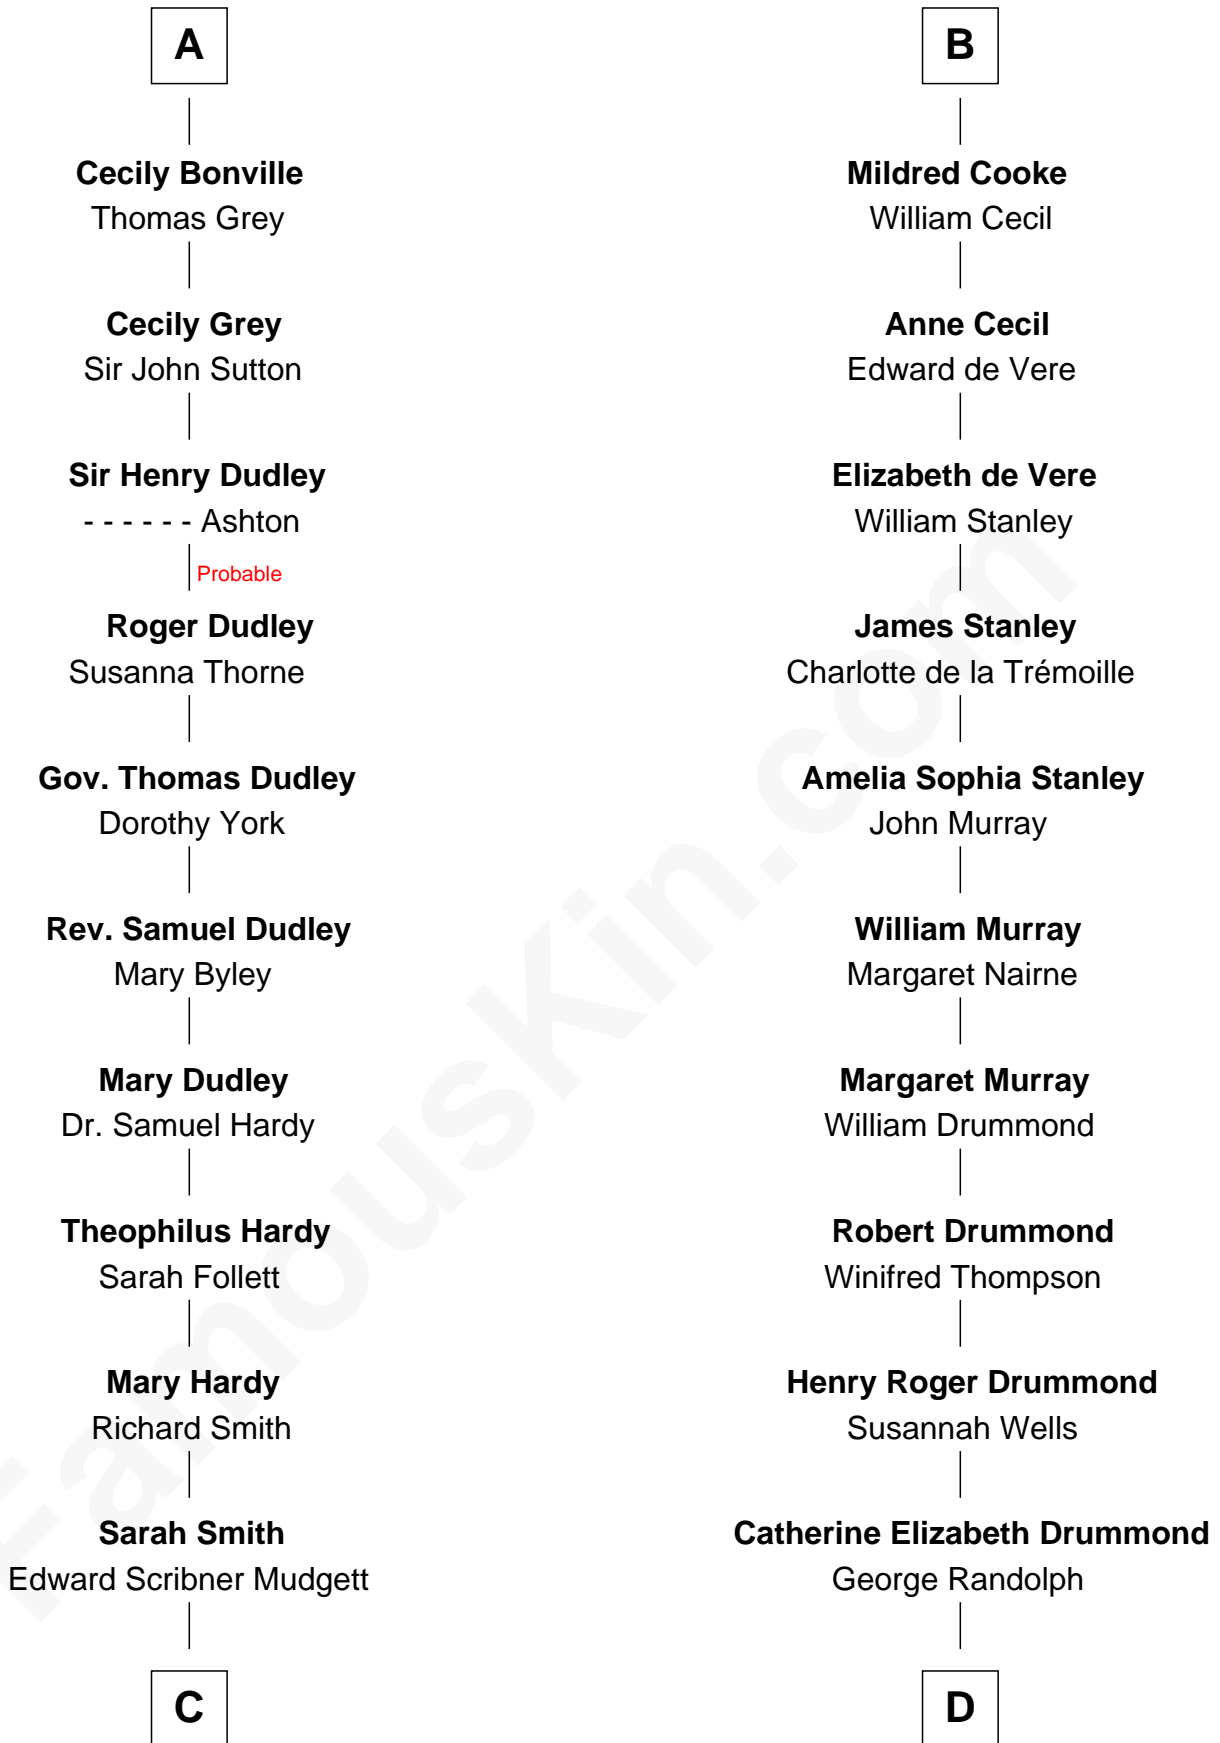 A
Cecily Bonville
Thomas Grey
Cecily Grey
Sir John Sutton
Sir Henry Dudley
- - - - - - Ashton
Probable
Roger Dudley
Susanna Thorne
Gov. Thomas Dudley
Dorothy York
Rev. Samuel Dudley
Mary Byley
Mary Dudley
Dr. Samuel Hardy
Theophilus Hardy
Sarah Follett
Mary Hardy
Richard Smith
Sarah Smith
Edward Scribner Mudgett
C
B
Mildred Cooke
William Cecil
Anne Cecil
Edward de Vere
Elizabeth de Vere
William Stanley
James Stanley
Charlotte de la Trémoille
Amelia Sophia Stanley
John Murray
William Murray
Margaret Nairne
Margaret Murray
William Drummond
Robert Drummond
Winifred Thompson
Henry Roger Drummond
Susannah Wells
Catherine Elizabeth Drummond
George Randolph
D
FamousKin.com